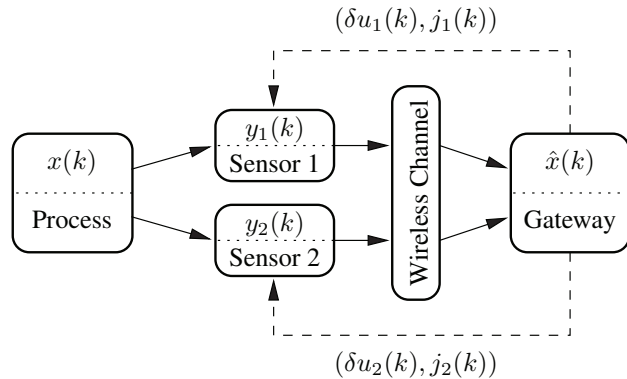 (δu₁(k), j₁(k))
x(k)
Process
y₁(k)
Sensor 1
y₂(k)
Sensor 2
Wireless Channel
x̂(k)
Gateway
(δu₂(k), j₂(k))